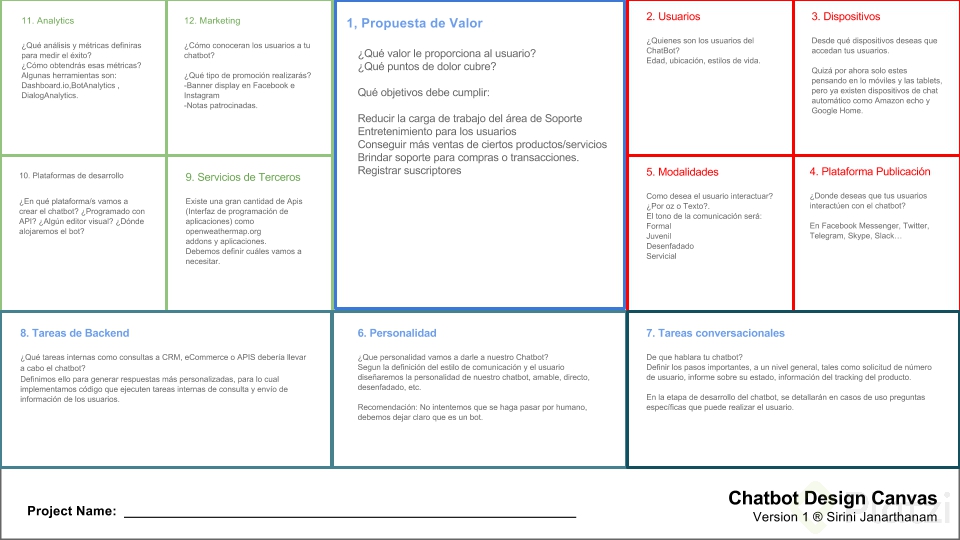 11. Analytics
¿Qué análisis y métricas definiras
para medir el éxito?
¿Cómo obtendrás esas métricas?
Algunas herramientas son:
Dashboard.io,BotAnalytics ,
DialogAnalytics.
12. Marketing
¿Cómo conoceran los usuarios a tu
chatbot?
¿Qué tipo de promoción realizarás?
-Banner display en Facebook e
Instagram
-Notas patrocinadas.
1, Propuesta de Valor
¿Qué valor le proporciona al usuario?
¿Qué puntos de dolor cubre?
Qué objetivos debe cumplir:
Reducir la carga de trabajo del área de Soporte
Entretenimiento para los usuarios
Conseguir más ventas de ciertos productos/servicios
Brindar soporte para compras o transacciones.
Registrar suscriptores
2. Usuarios
¿Quienes son los usuarios del
ChatBot?
Edad, ubicación, estilos de vida.
3. Dispositivos
Desde qué dispositivos deseas que
accedan tus usuarios.
Quizá por ahora solo estes
pensando en lo móviles y las tablets,
pero ya existen dispositivos de chat
automático como Amazon echo y
Google Home.
10. Plataformas de desarrollo
¿En qué plataforma/s vamos a
crear el chatbot? ¿Programado con
API? ¿Algún editor visual? ¿Dónde
alojaremos el bot?
9. Servicios de Terceros
Existe una gran cantidad de Apis
(Interfaz de programación de
aplicaciones) como
openweathermap.org
addons y aplicaciones.
Debemos definir cuáles vamos a
necesitar.
5. Modalidades
Como desea el usuario interactuar?
¿Por oz o Texto?.
El tono de la comunicación será:
Formal
Juvenil
Desenfadado
Servicial
4. Plataforma Publicación
¿Donde deseas que tus usuarios
interactúen con el chatbot?
En Facebook Messenger, Twitter,
Telegram, Skype, Slack…
8. Tareas de Backend
¿Qué tareas internas como consultas a CRM, eCommerce o APIS debería llevar
a cabo el chatbot?
Definimos ello para generar respuestas más personalizadas, para lo cual
implementamos código que ejecuten tareas internas de consulta y envío de
información de los usuarios.
6. Personalidad
¿Que personalidad vamos a darle a nuestro Chatbot?
Segun la definición del estilo de comunicación y el usuario
diseñaremos la personalidad de nuestro chatbot, amable, directo,
desenfadado, etc.
Recomendación: No intentemos que se haga pasar por humano,
debemos dejar claro que es un bot.
7. Tareas conversacionales
De que hablara tu chatbot?
Definir los pasos importantes, a un nivel general, tales como solicitud de número
de usuario, informe sobre su estado, información del tracking del producto.
En la etapa de desarrollo del chatbot, se detallarán en casos de uso preguntas
específicas que puede realizar el usuario.
Project Name:
Chatbot Design Canvas
Version 1 ® Sirini Janarthanam